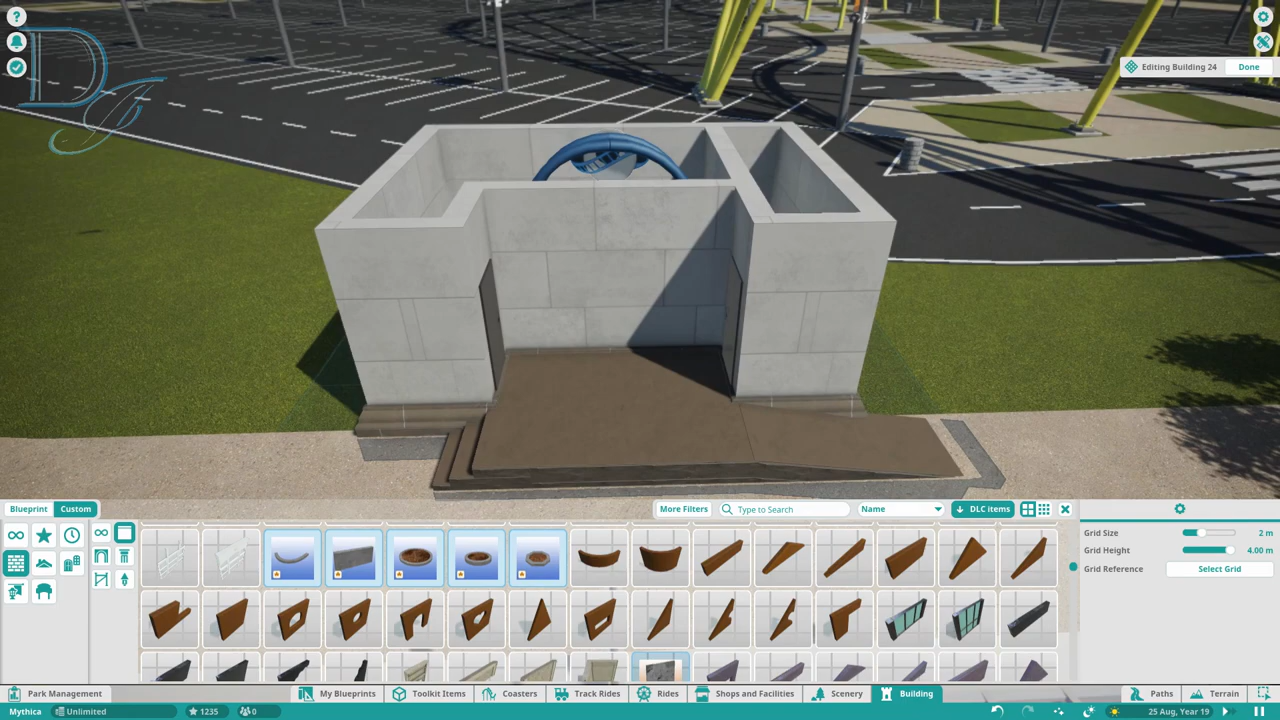 DJ
?
Editing Building 24
Done
Blueprint
Custom
More Filters
Type to Search
Name
DLC items
Grid Size
2 m
Grid Height
4.00 m
Grid Reference
Select Grid
Park Management
My Blueprints
Toolkit Items
Coasters
Track Rides
Rides
Shops and Facilities
Scenery
Building
Paths
Terrain
Mythica
Unlimited
1235
0
25 Aug, Year 19